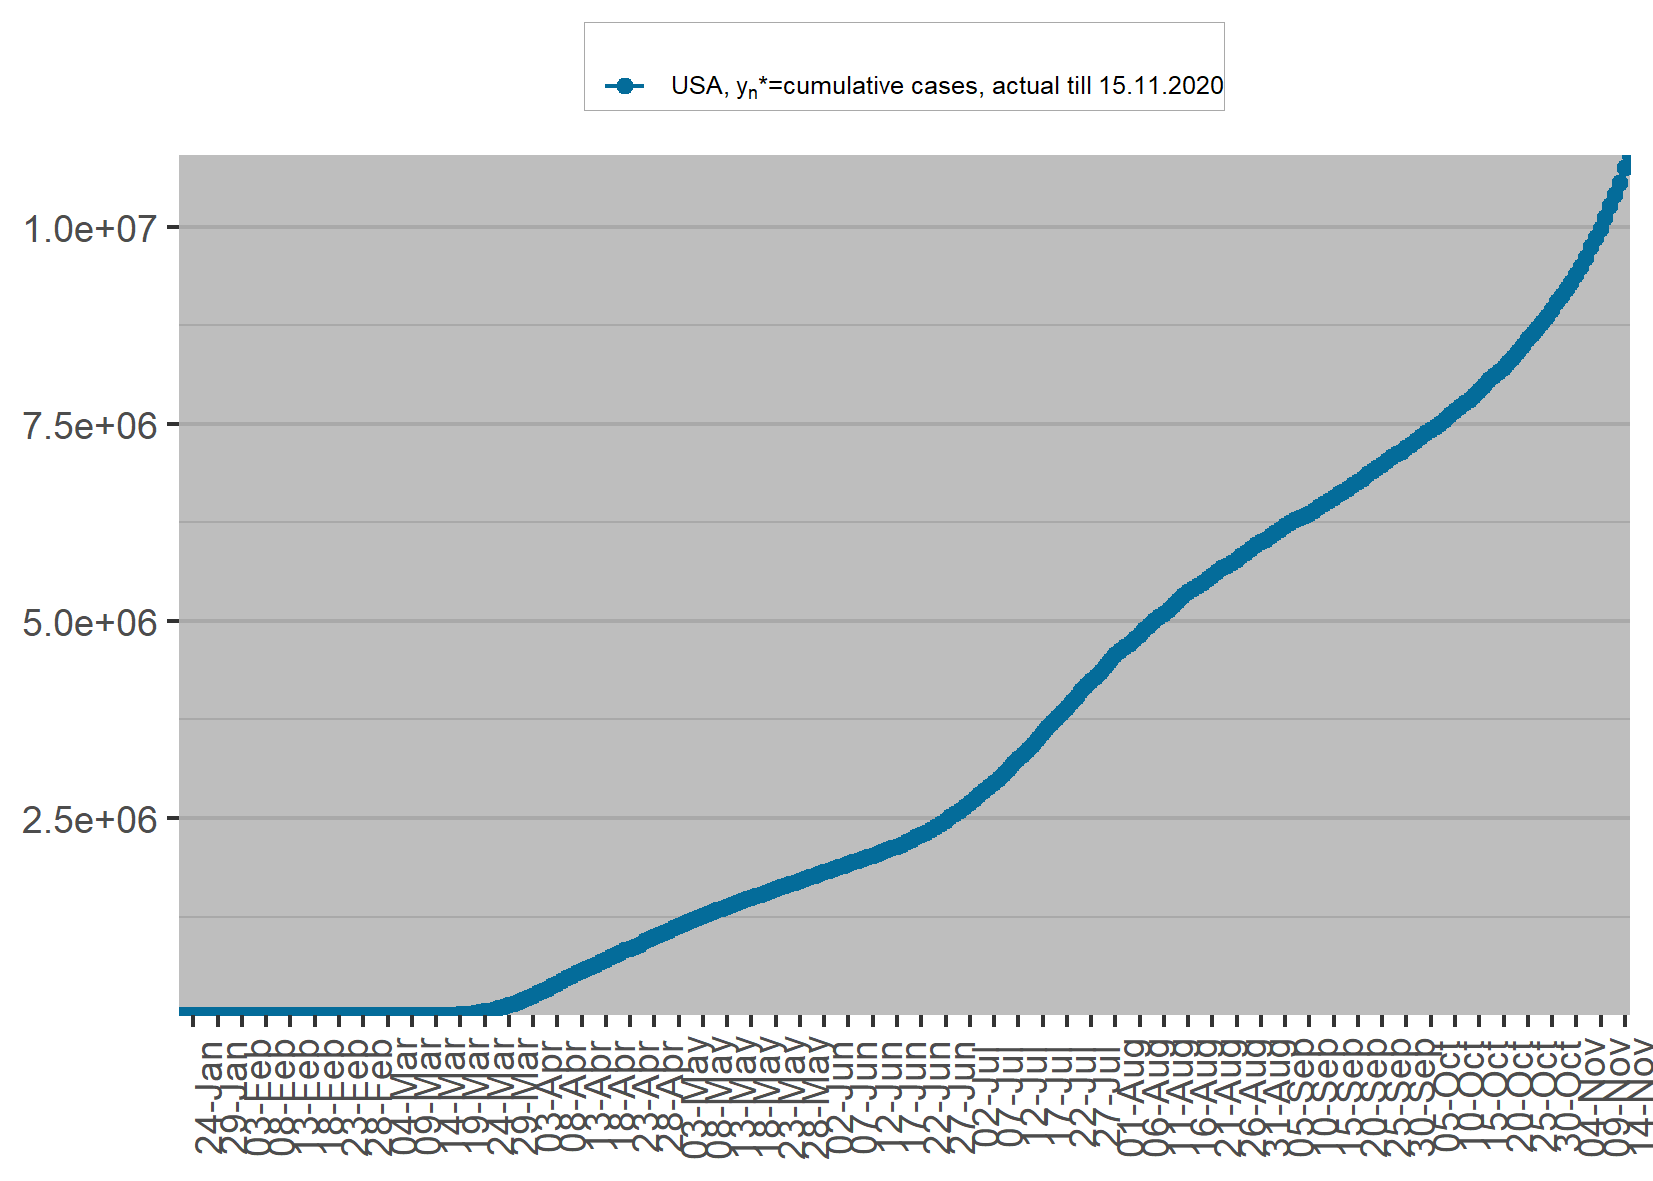 USA, yₙ*=cumulative cases, actual till 15.11.2020
1.0e+07
7.5e+06
5.0e+06
2.5e+06
24-Jan
29-Jan
03-Feb
08-Feb
13-Feb
18-Feb
23-Feb
28-Feb
04-Mar
09-Mar
14-Mar
19-Mar
24-Mar
29-Mar
03-Apr
08-Apr
13-Apr
18-Apr
23-Apr
28-Apr
03-May
08-May
13-May
18-May
23-May
28-May
02-Jun
07-Jun
12-Jun
17-Jun
22-Jun
27-Jun
02-Jul
07-Jul
12-Jul
17-Jul
22-Jul
27-Jul
01-Aug
06-Aug
11-Aug
16-Aug
21-Aug
26-Aug
31-Aug
05-Sep
10-Sep
15-Sep
20-Sep
25-Sep
30-Sep
05-Oct
10-Oct
15-Oct
20-Oct
25-Oct
30-Oct
04-Nov
09-Nov
14-Nov